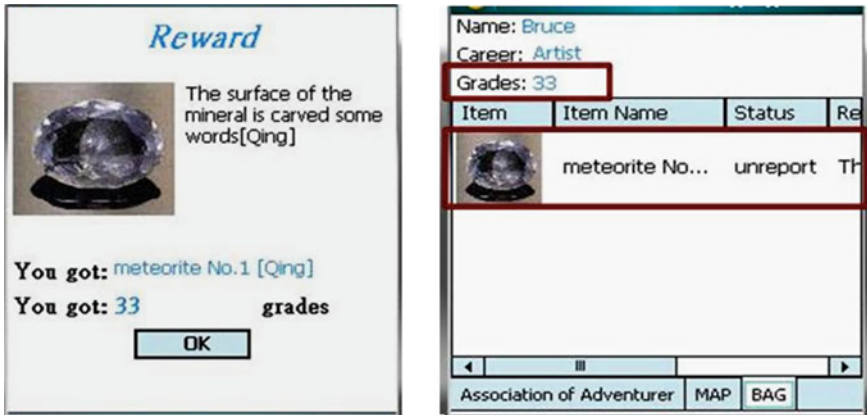 Reward
The surface of the
mineral is carved some
words[Qing]
You got: meteorite No.1 [Qing]
You got: 33 grades
OK
Name: Bruce
Career: Artist
Grades: 33
Item Item Name Status Re
meteorite No... unreport Th
Association of Adventurer MAP BAG